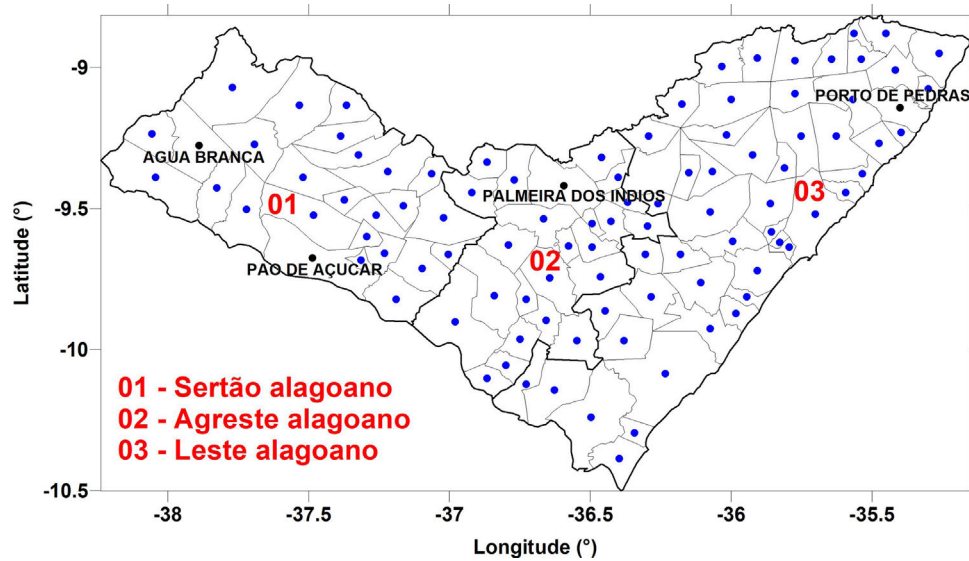 -9
-9.5
-10
-10.5
Latitude (°)
PORTO DE PEDRAS
AGUA BRANCA
PALMEIRA DOS INDIOS
01
03
02
PAO DE AÇUCAR
01 - Sertão alagoano
02 - Agreste alagoano
03 - Leste alagoano
-38
-37.5
-37
-36.5
-36
-35.5
Longitude (°)